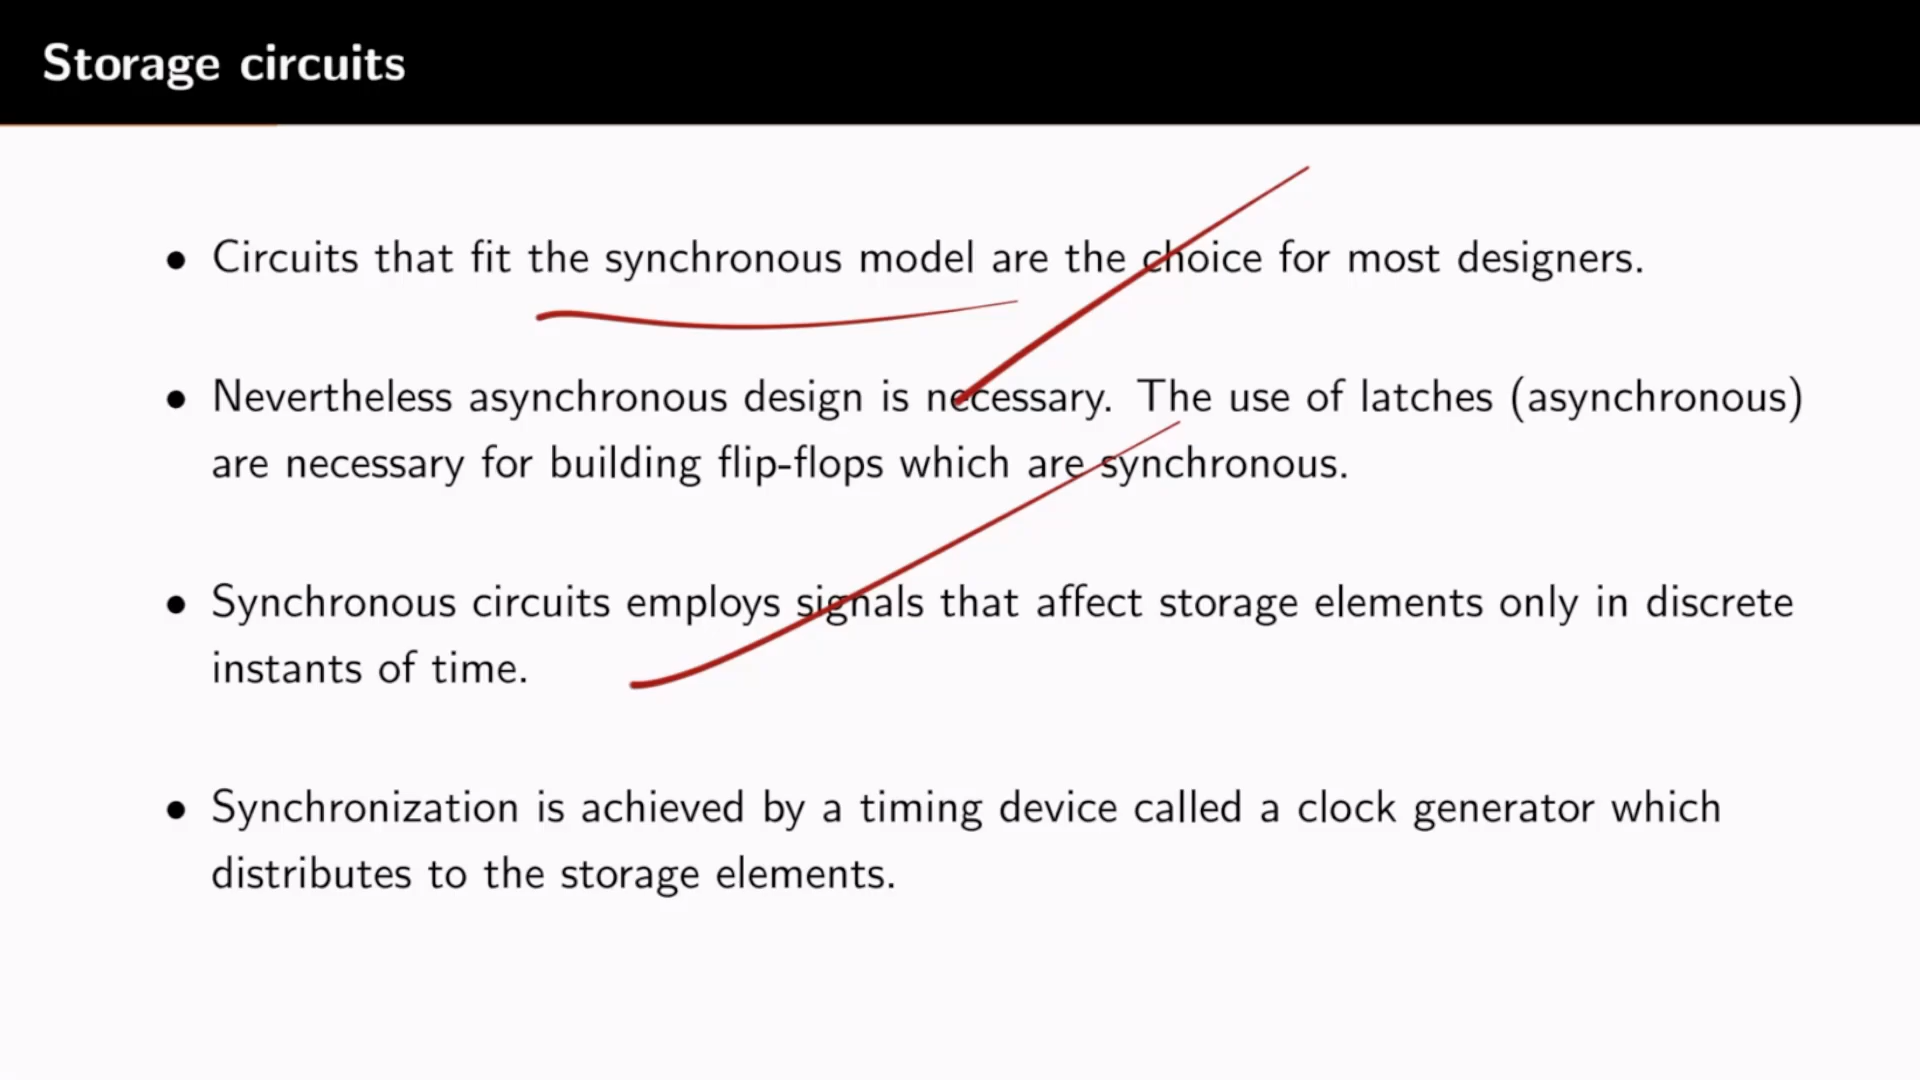 Storage circuits
• Circuits that fit the synchronous model are the choice for most designers.
• Nevertheless asynchronous design is necessary. The use of latches (asynchronous)
are necessary for building flip-flops which are synchronous.
• Synchronous circuits employs signals that affect storage elements only in discrete
instants of time.
• Synchronization is achieved by a timing device called a clock generator which
distributes to the storage elements.